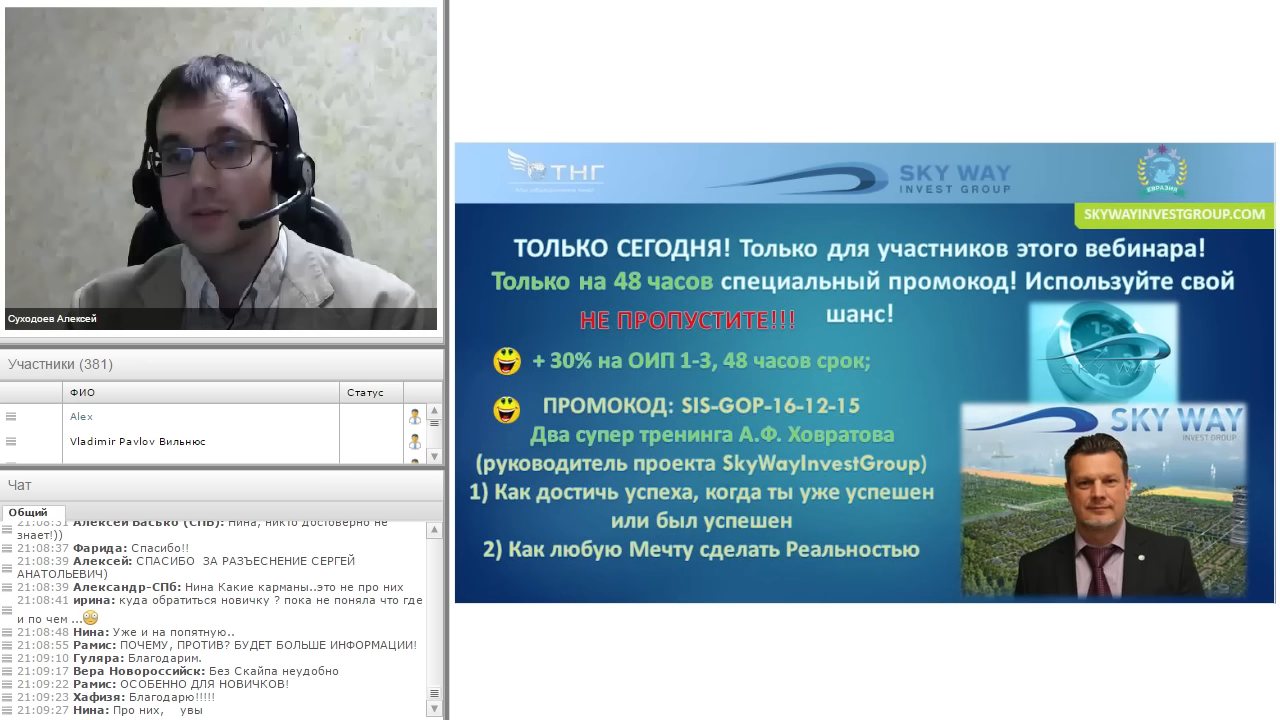 Суходоев Алексей
Участники (381)
ФИО
Статус
Alex
Vladimir Pavlov Вильнюс
Чат
Общий
21:08:31 Алексей Васько (СПБ): Нина, никто достоверно не
знает!))
21:08:37 Фарида: Спасибо!!
21:08:39 Алексей: СПАСИБО ЗА РАЗЪЕСНЕНИЕ СЕРГЕЙ
АНАТОЛЬЕВИЧ)
21:08:39 Александр-СПб: Нина Какие карманы..это не про них
21:08:41 ирина: куда обратиться новичку ? пока не поняла что где
и по чем ...
21:08:48 Нина: Уже и на попятную..
21:08:55 Рамис: ПОЧЕМУ, ПРОТИВ? БУДЕТ БОЛЬШЕ ИНФОРМАЦИИ!
21:09:10 Гуляра: Благодарим.
21:09:17 Вера Новороссийск: Без Скайпа неудобно
21:09:22 Рамис: ОСОБЕННО ДЛЯ НОВИЧКОВ!
21:09:23 Хафизя: Благодарю!!!!!
21:09:27 Нина: Про них, увы
ТНГ
SKY WAY
INVEST GROUP
ЕВРАЗИЯ
SKYWAYINVESTGROUP.COM
ТОЛЬКО СЕГОДНЯ! Только для участников этого вебинара!
Только на 48 часов специальный промокод! Используйте свой
НЕ ПРОПУСТИТЕ!!! шанс!
+ 30% на ОИП 1-3, 48 часов срок;
ПРОМОКОД: SIS-GOP-16-12-15
Два супер тренинга А.Ф. Ховратова
(руководитель проекта SkyWayInvestGroup)
1) Как достичь успеха, когда ты уже успешен
или был успешен
2) Как любую Мечту сделать Реальностью
SKY WAY
SKY WAY
INVEST GROUP